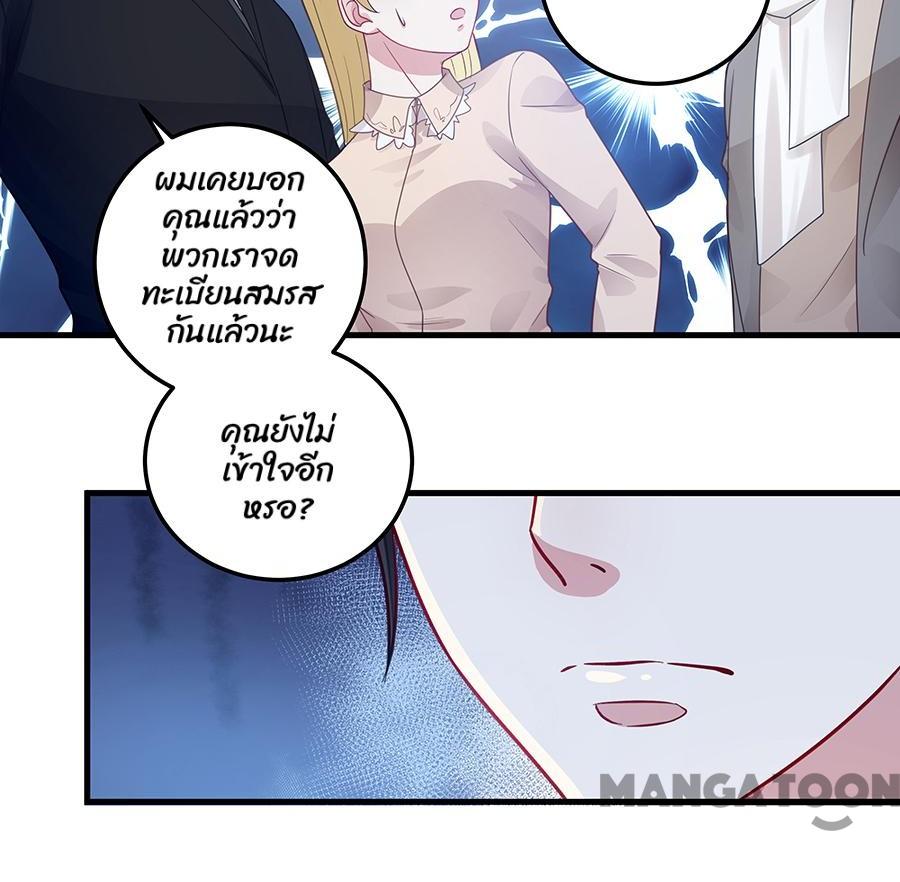 ผมเคยบอก
คุณแล้วว่า
พวกเราจด
ทะเบียนสมรส
กันแล้วนะ
คุณยังไม่
เข้าใจอีก
หรอ?
MANGATOON